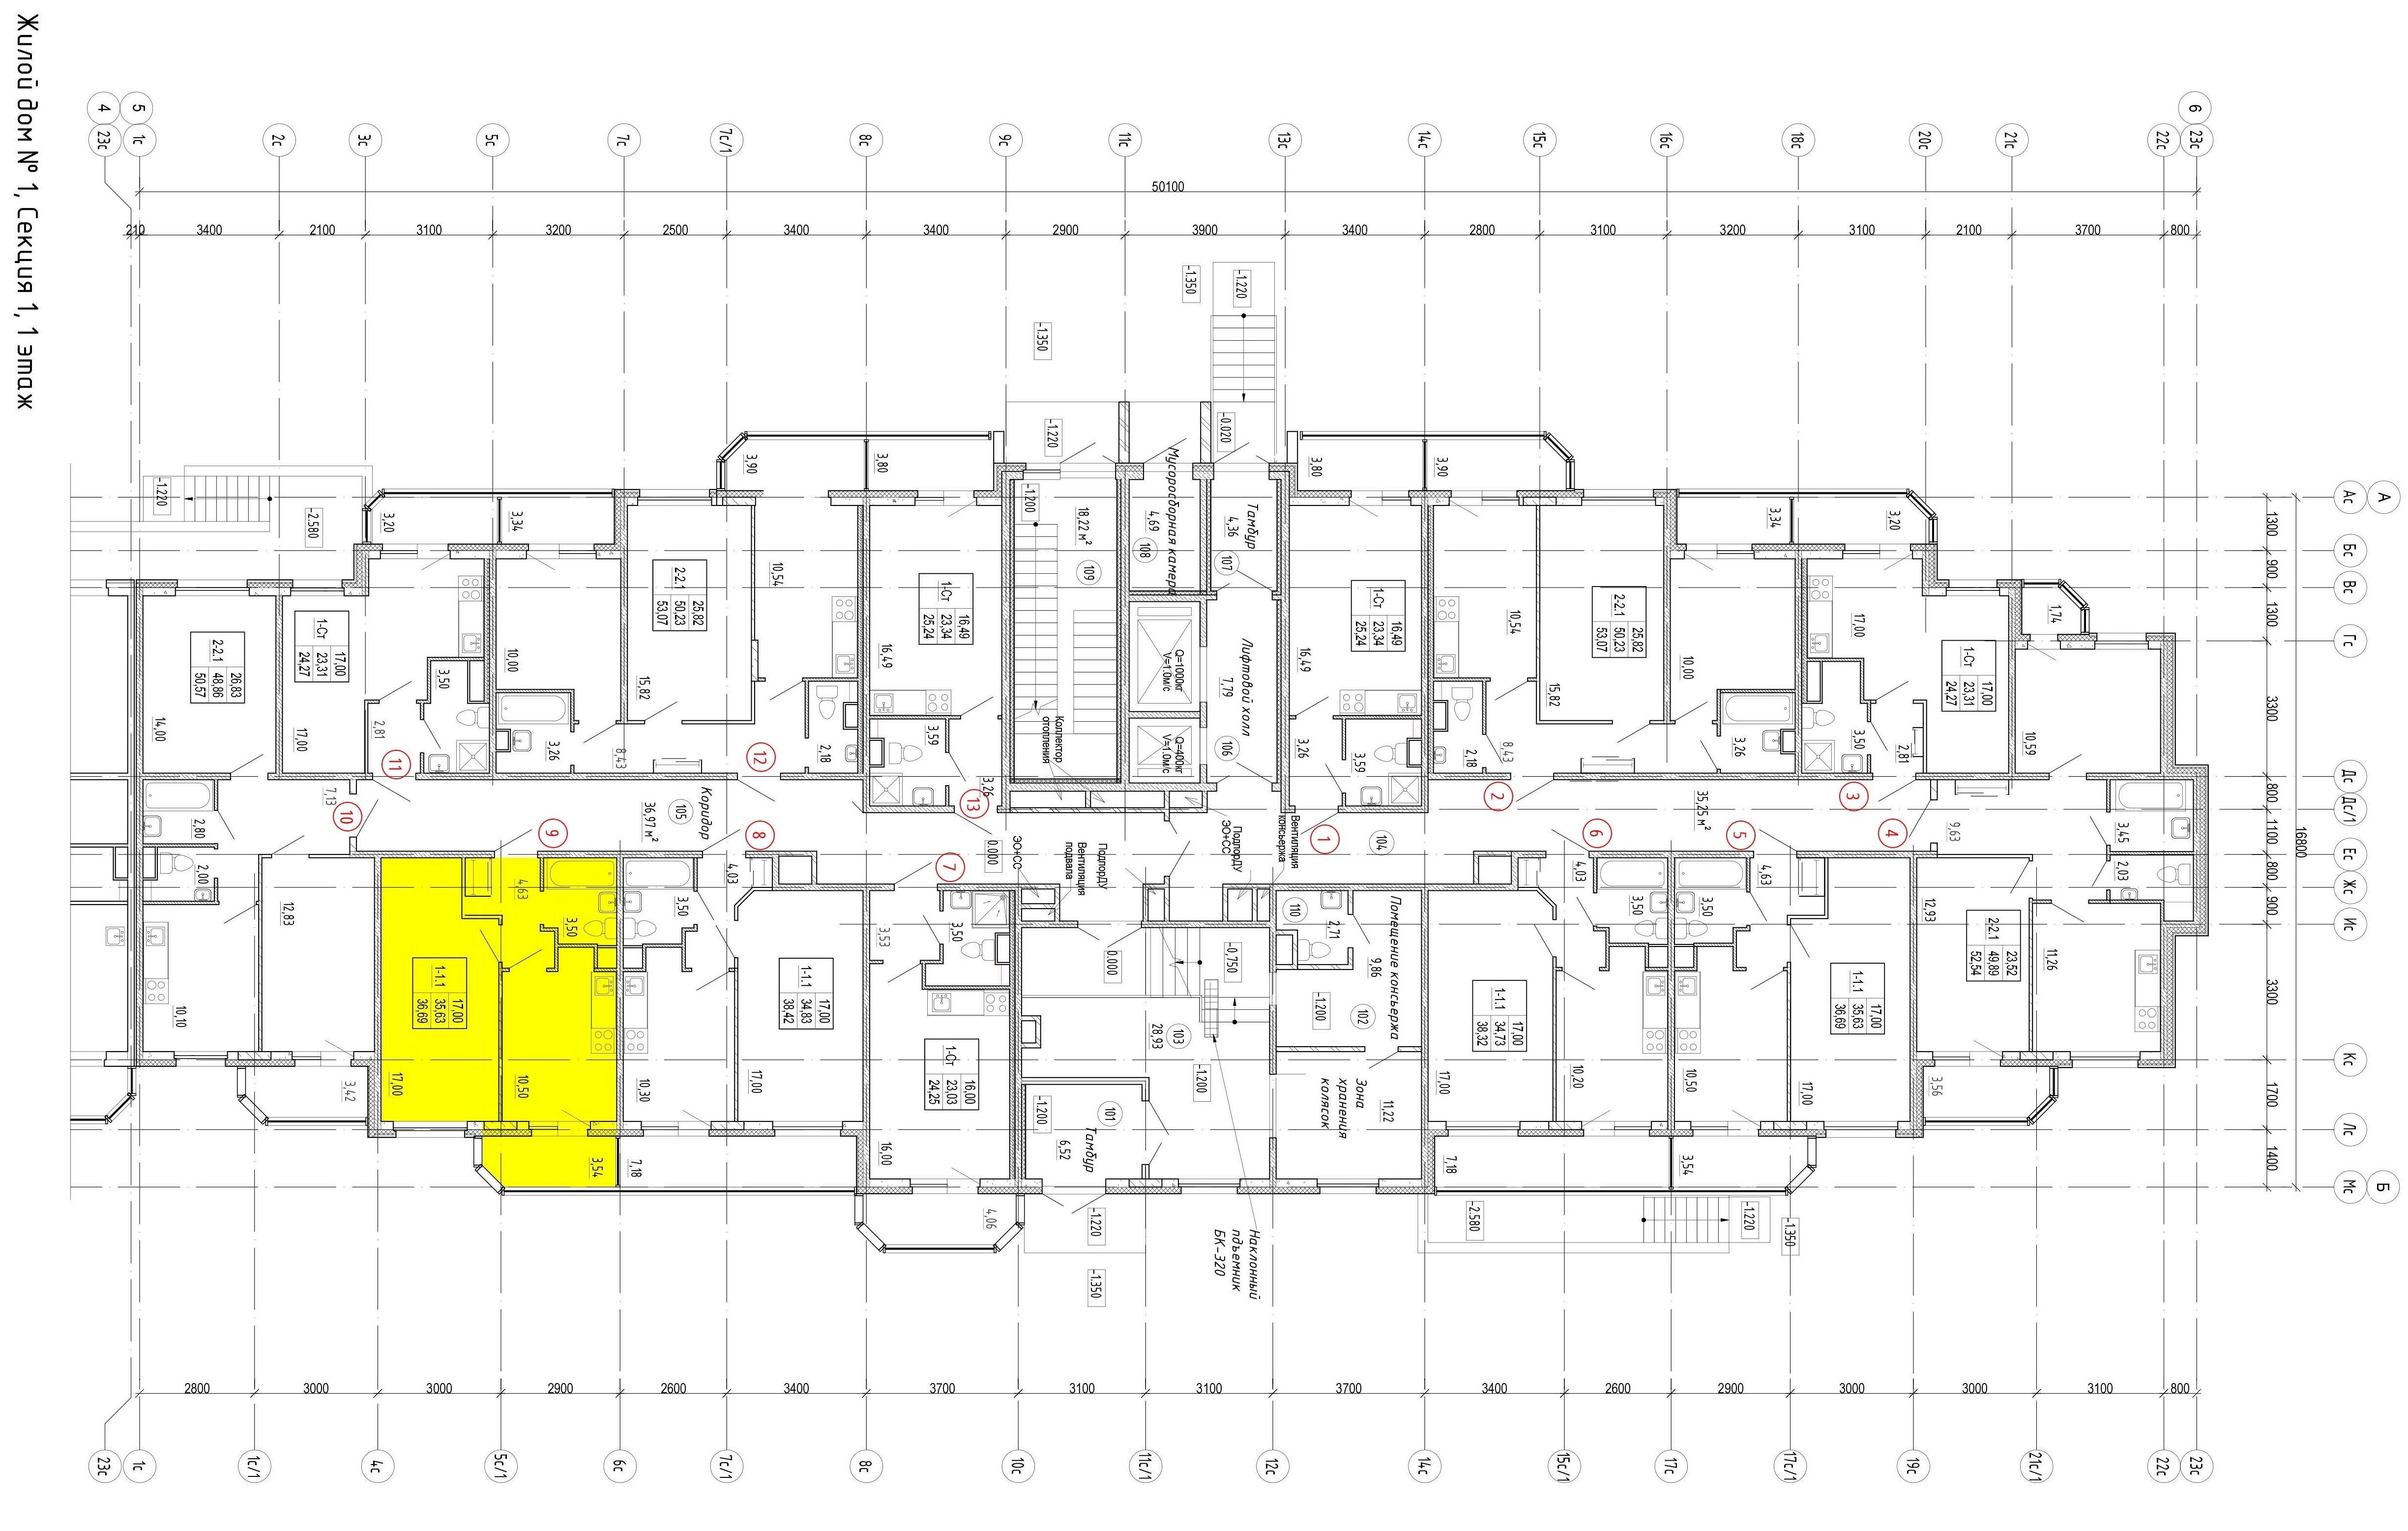 Жилой дом № 1, Секция 1, 1 этаж
4
5
6
23с
1с
2с
3с
5с
7с
7с/1
8с
9с
11с
13с
14с
15с
16с
18с
20с
21с
22с
23с
50100
210
3400
2100
3100
3200
2500
3400
3400
2900
3900
3400
2800
3100
3200
3100
2100
3700
800
А
Б
Ас
Бс
Вс
Гс
Дс
Дс/1
Ес
Жс
Ис
Кс
Лс
Мс
1300
900
1300
3300
800
1100
800
900
3300
1700
1400
16800
-1.350
-1.220
-1.350
-0.020
-1.220
-1.220
-2.580
3,20
3,34
3,90
3,80
3,80
3,90
3,34
3,20
1,74
-1.200
18,22 м²
109
Мусоросборная камера
4,69
108
Тамбур
4,36
107
Лифтовой холл
7,79
106
Q=1000кг
V=1.0м/с
Q=400кг
V=1.0м/с
Коллектор
отопления
2-2.1
26,83
48,86
50,57
14,00
1-Ст
17,00
23,31
24,27
17,00
3,50
2,81
11
10,00
3,26
2-2.1
25,82
50,23
53,07
15,82
8,43
10,54
2,18
12
1-Ст
16,49
23,34
25,24
16,49
3,59
3,26
13
1-Ст
16,49
23,34
25,24
16,49
3,26
3,59
1
10,54
2,18
8,43
2
2-2.1
25,82
50,23
53,07
15,82
10,00
3,26
17,00
3,50
2,81
3
1-Ст
17,00
23,31
24,27
10,59
3,45
2,03
9,63
4
7,13
10
2,80
2,00
12,83
10,10
3,42
Коридор
105
36,97 м²
9
8
7
0.000
ЭО+СС
Вентиляция
подвала
ПодпорДУ
ПодпорДУ
ЭО+СС
Вентиляция
консьержка
104
35,25 м²
6
5
4,63
3,50
1-1.1
17,00
35,63
36,69
17,00
10,50
3,54
4,03
3,50
1-1.1
17,00
34,83
38,42
10,30
17,00
7,18
3,53
3,50
1-Ст
16,00
23,03
24,25
16,00
4,06
0.000
-0,750
103
28,93
-1.200
-1.200
101
Тамбур
6,52
-1.220
-1.350
Наклонный
подъемник
БК-320
110
2,71
Помещение консьержа
9,86
102
-1.200
Зона
хранения
колясок
11,22
4,03
3,50
1-1.1
17,00
34,73
38,32
17,00
10,20
7,18
4,63
3,50
1-1.1
17,00
35,63
36,69
10,50
17,00
3,54
12,93
2-2.1
23,52
49,89
52,54
11,26
3,56
-2.580
-1.220
-1.350
2800
3000
3000
2900
2600
3400
3700
3100
3100
3700
3400
2600
2900
3000
3000
3100
800
23с
1с
1с/1
4с
5с/1
6с
7с/1
8с
10с
11с/1
12с
14с
15с/1
17с
17с/1
19с
21с/1
22с
23с